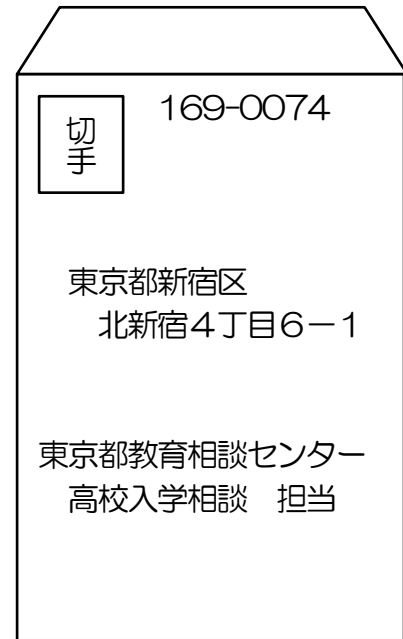 切手
169-0074
東京都新宿区
北新宿４丁目６－１
東京都教育相談センター
高校入学相談　担当